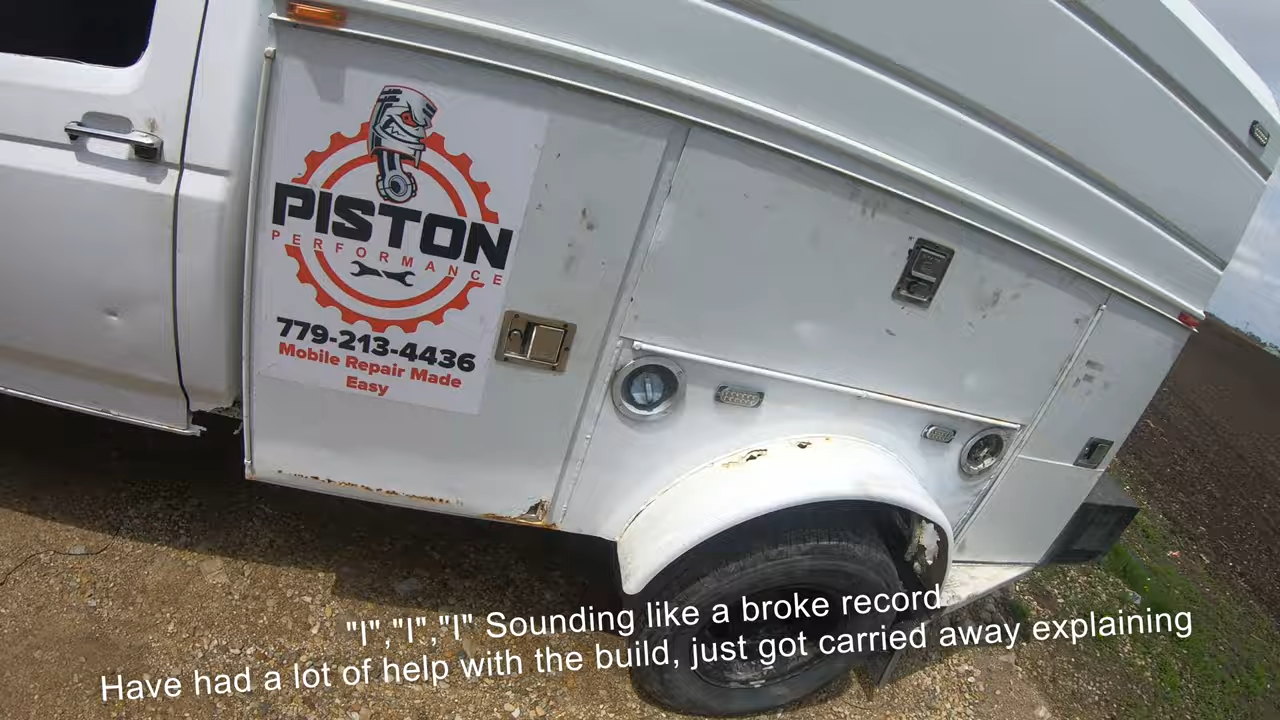 PISTON
PERFORMANCE
779-213-4436
Mobile Repair Made
Easy
"I","I","I" Sounding like a broke record
Have had a lot of help with the build, just got carried away explaining